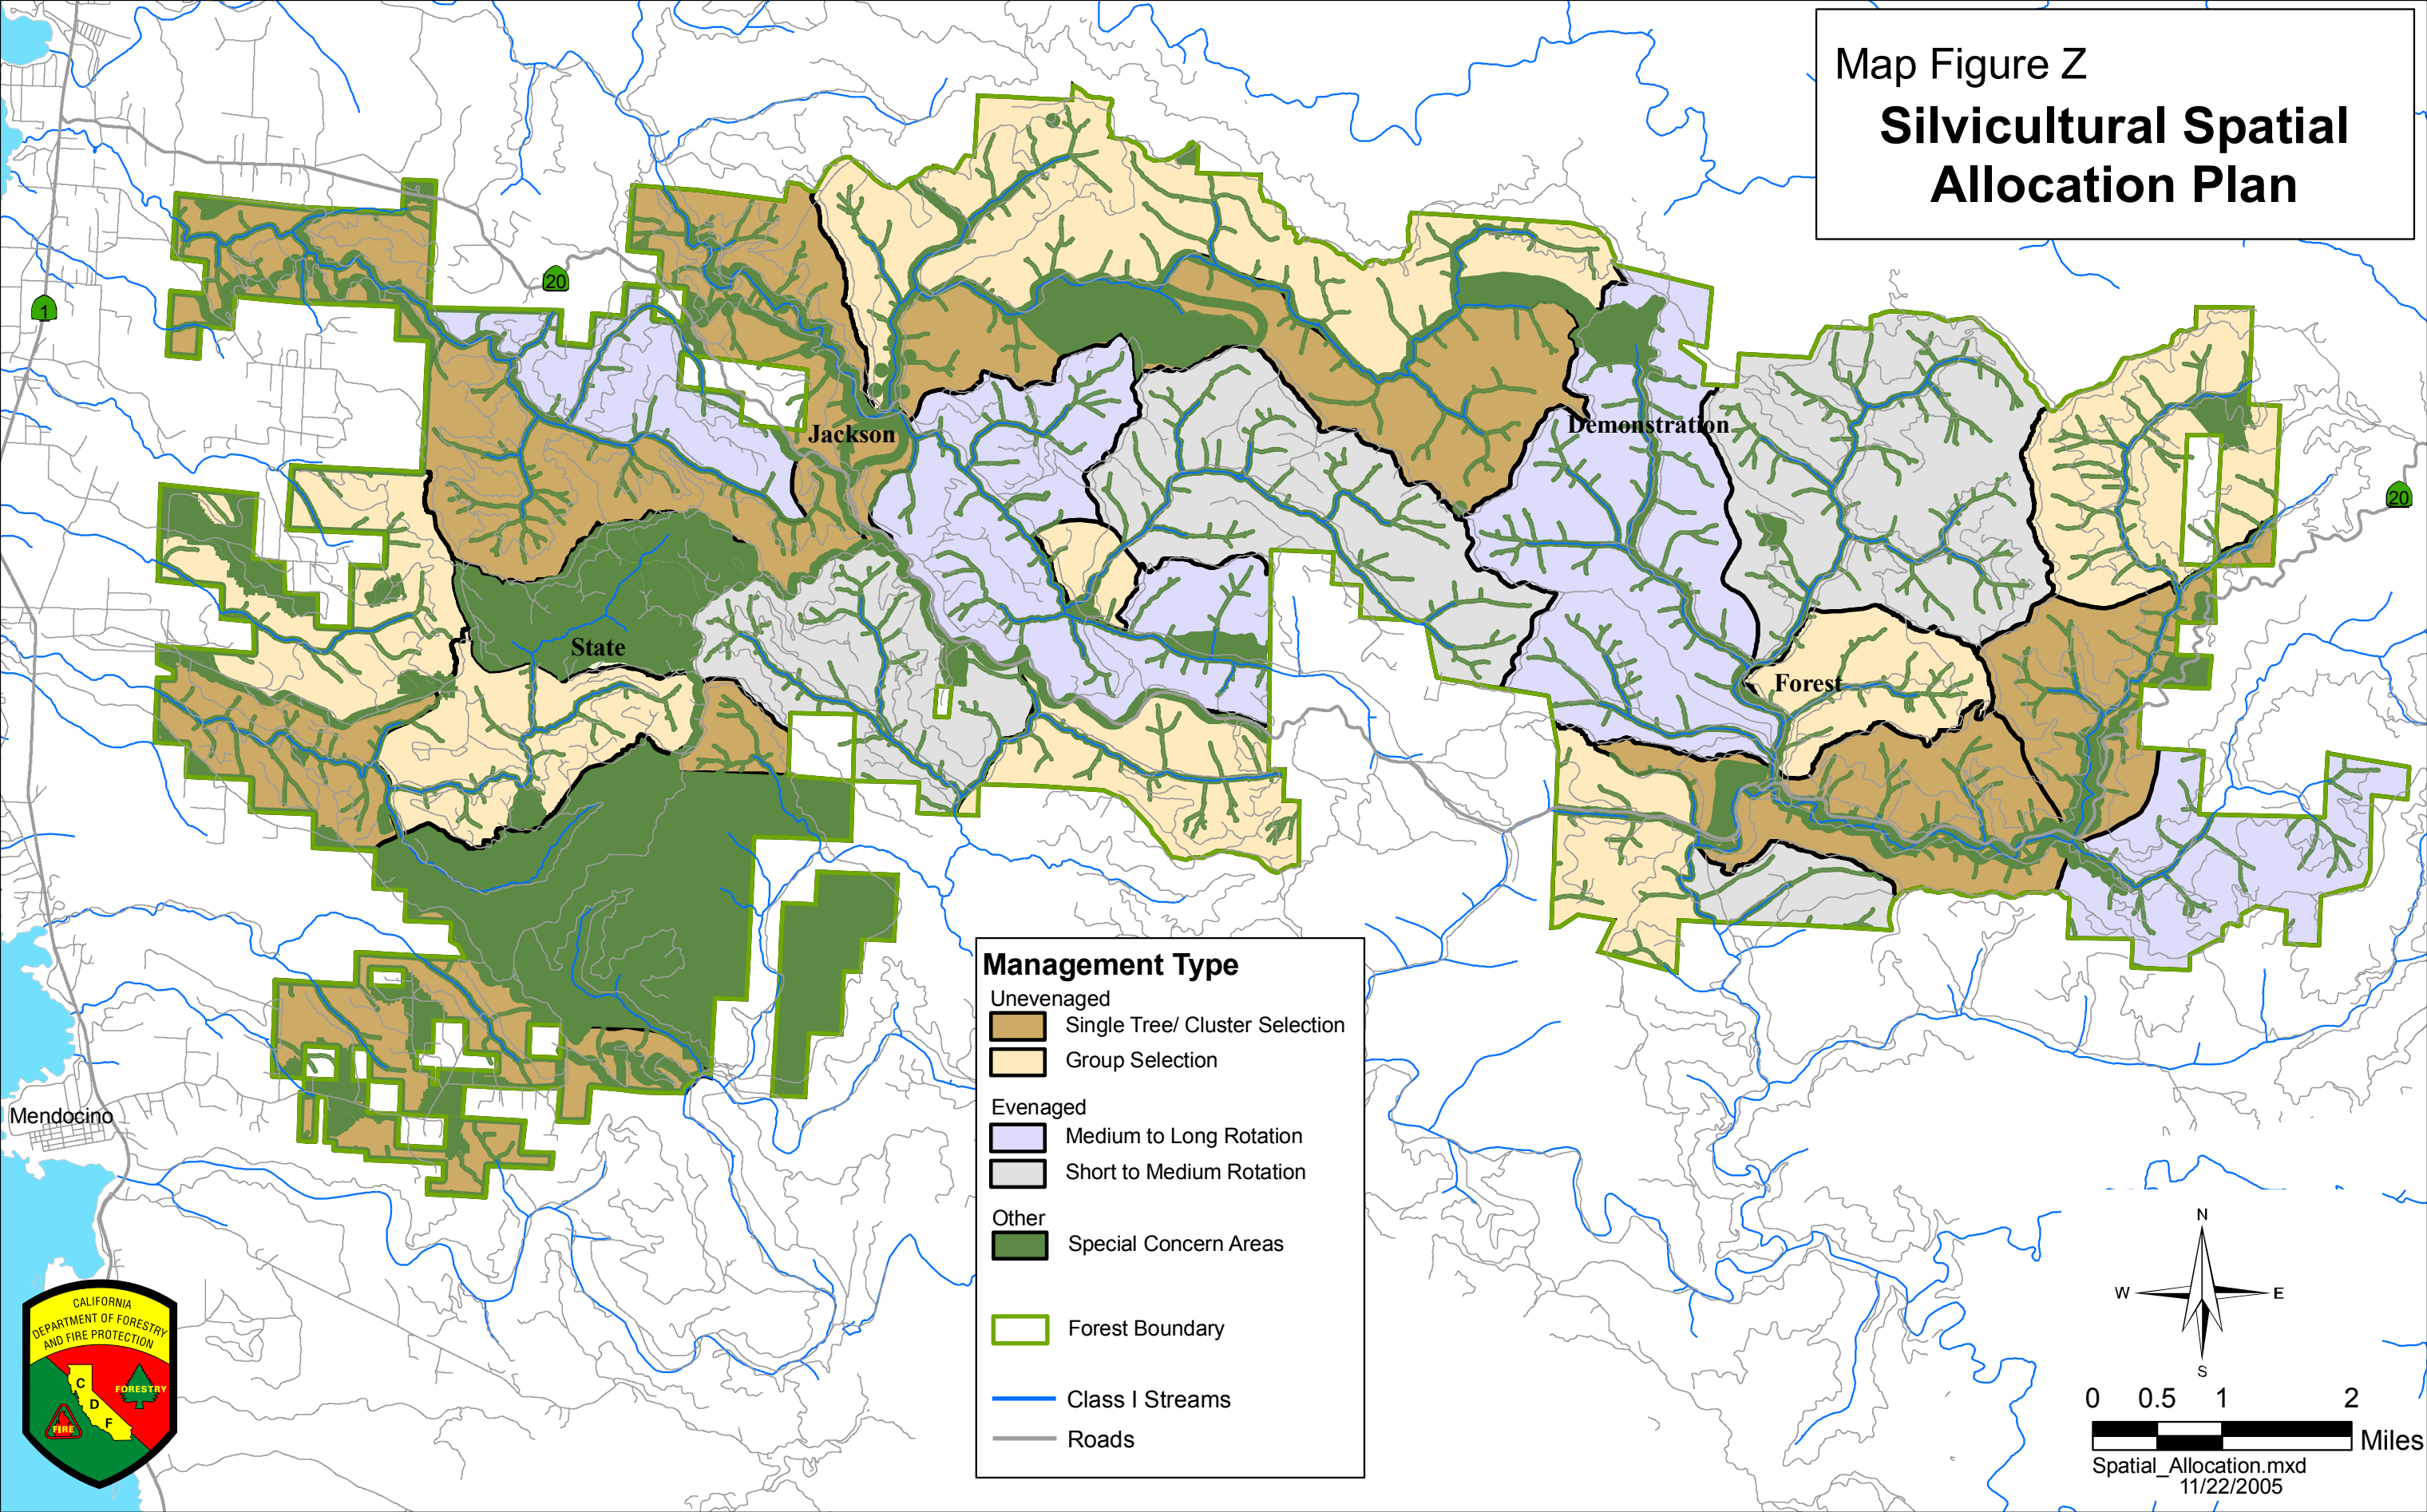 Map Figure Z
Silvicultural Spatial
Allocation Plan
20
1
Jackson
Demonstration
20
State
Forest
Mendocino
Management Type
Unevenaged
Single Tree/ Cluster Selection
Group Selection
Evenaged
Medium to Long Rotation
Short to Medium Rotation
Other
Special Concern Areas
Forest Boundary
Class I Streams
Roads
CALIFORNIA
DEPARTMENT OF FORESTRY
AND FIRE PROTECTION
C
D
F
FORESTRY
FIRE
N
W
E
S
0 0.5 1 2
Miles
Spatial_Allocation.mxd
11/22/2005